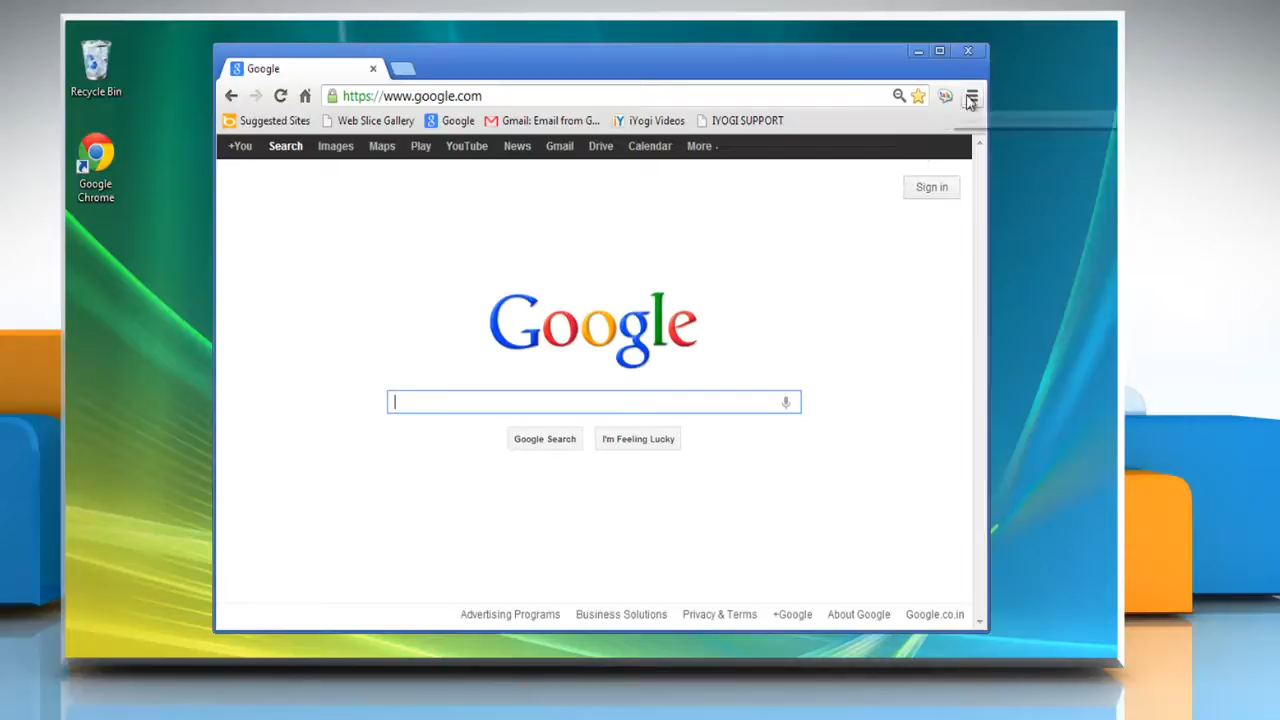 Recycle Bin
Google Chrome
Google
https://www.google.com
Suggested Sites Web Slice Gallery Google Gmail: Email from G... iYogi Videos IYOGI SUPPORT
+You Search Images Maps Play YouTube News Gmail Drive Calendar More
Sign in
Google
Google Search I'm Feeling Lucky
Advertising Programs Business Solutions Privacy & Terms +Google About Google Google.co.in